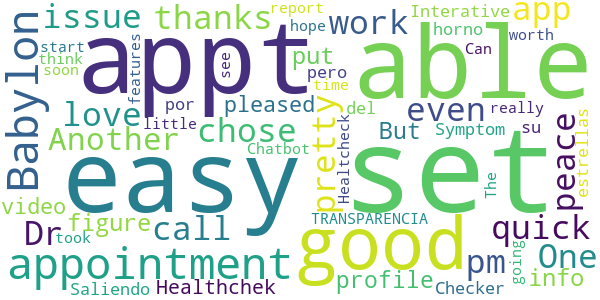 Babylon
issue
thanks
work
report
Interative
app
hope
horno
Can
worth
start
think
soon
features
appt
see
put
able
pero
time
love
por
pleased
del
even
really
Another
little
chose
pretty
Healtcheck
But
Symptom
su
peace
estrellas
Chatbot
easy
set
The
video
figure
TRANSPARENCIA
Dr
took
call
good
quick
appointment
profile
pm
going
One
info
Saliendo
Healthchek
Checker